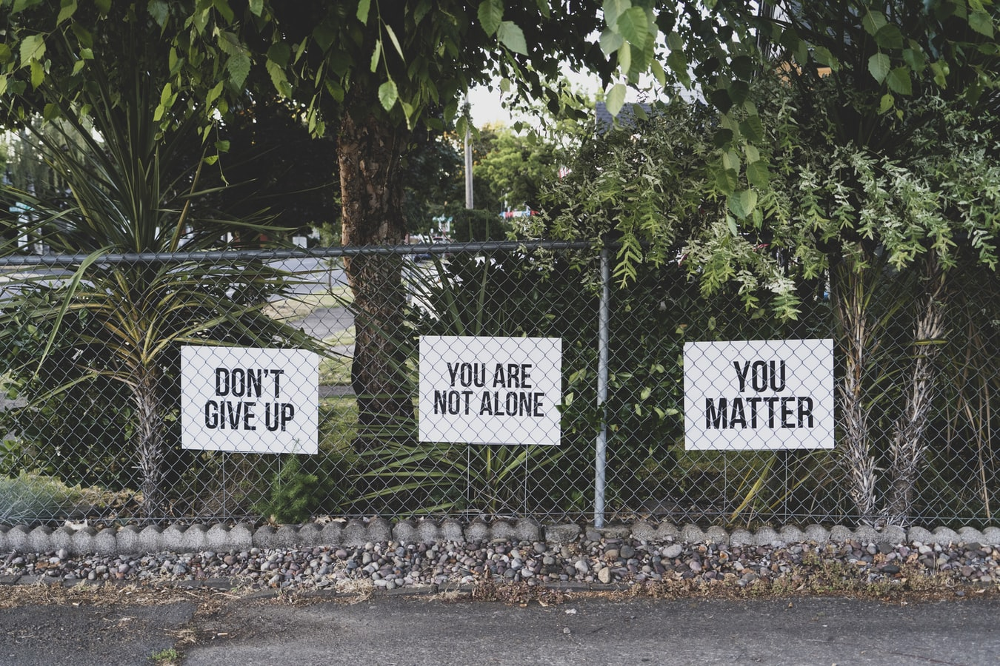 DON'T
GIVE UP
YOU ARE
NOT ALONE
YOU
MATTER